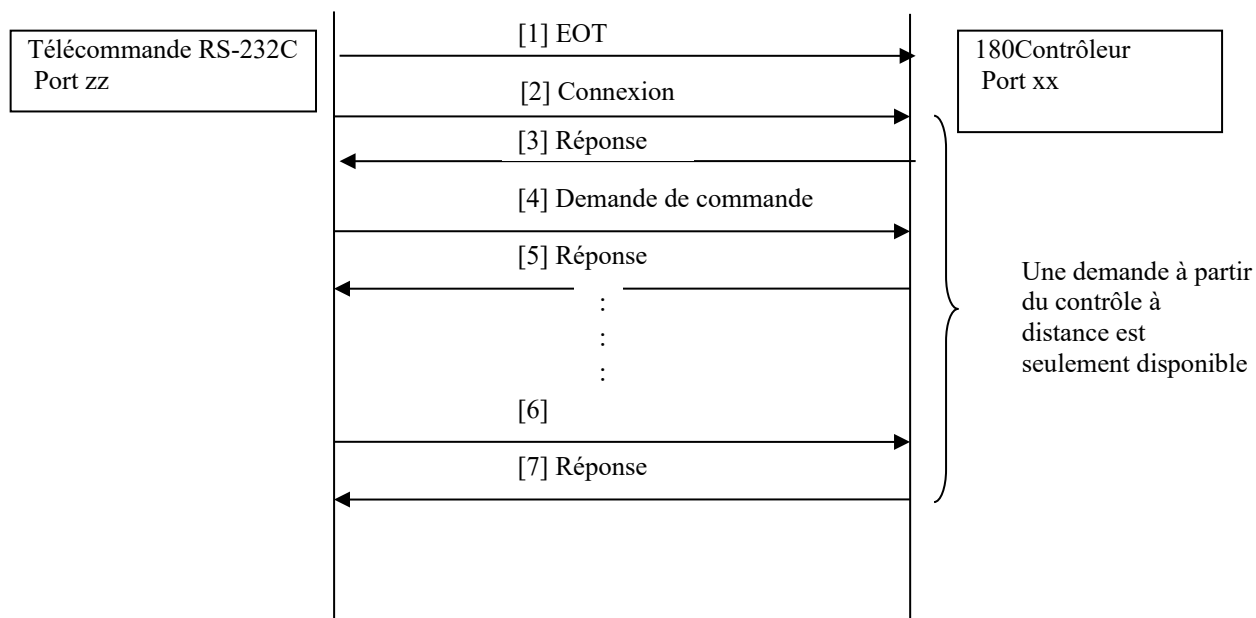 Télécommande RS-232C
Port zz
[1] EOT
180Contrôleur
Port xx
[2] Connexion
[3] Réponse
[4] Demande de commande
[5] Réponse
:
:
:
Une demande à partir
du contrôle à
distance est
seulement disponible
[6]
[7] Réponse